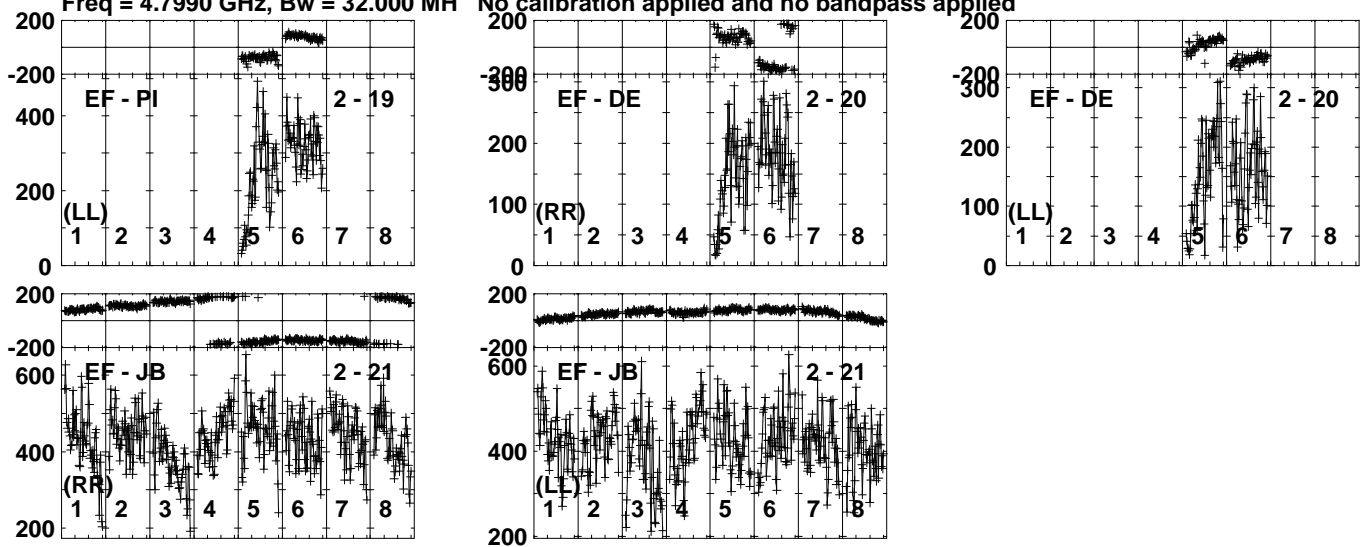 Freq = 4.7990 GHz, Bw = 32.000 MH No calibration applied and no bandpass applied
200
-200
400
200
0
EF - PI 2 - 19
(LL)
1 2 3 4 5 6 7 8
200
-200
300
200
100
0
EF - DE 2 - 20
(RR)
1 2 3 4 5 6 7 8
200
-200
300
200
100
0
EF - DE 2 - 20
(LL)
1 2 3 4 5 6 7 8
200
-200
600
400
200
EF - JB 2 - 21
(RR)
1 2 3 4 5 6 7 8
200
-200
600
400
200
EF - JB 2 - 21
(LL)
1 2 3 4 5 6 7 8